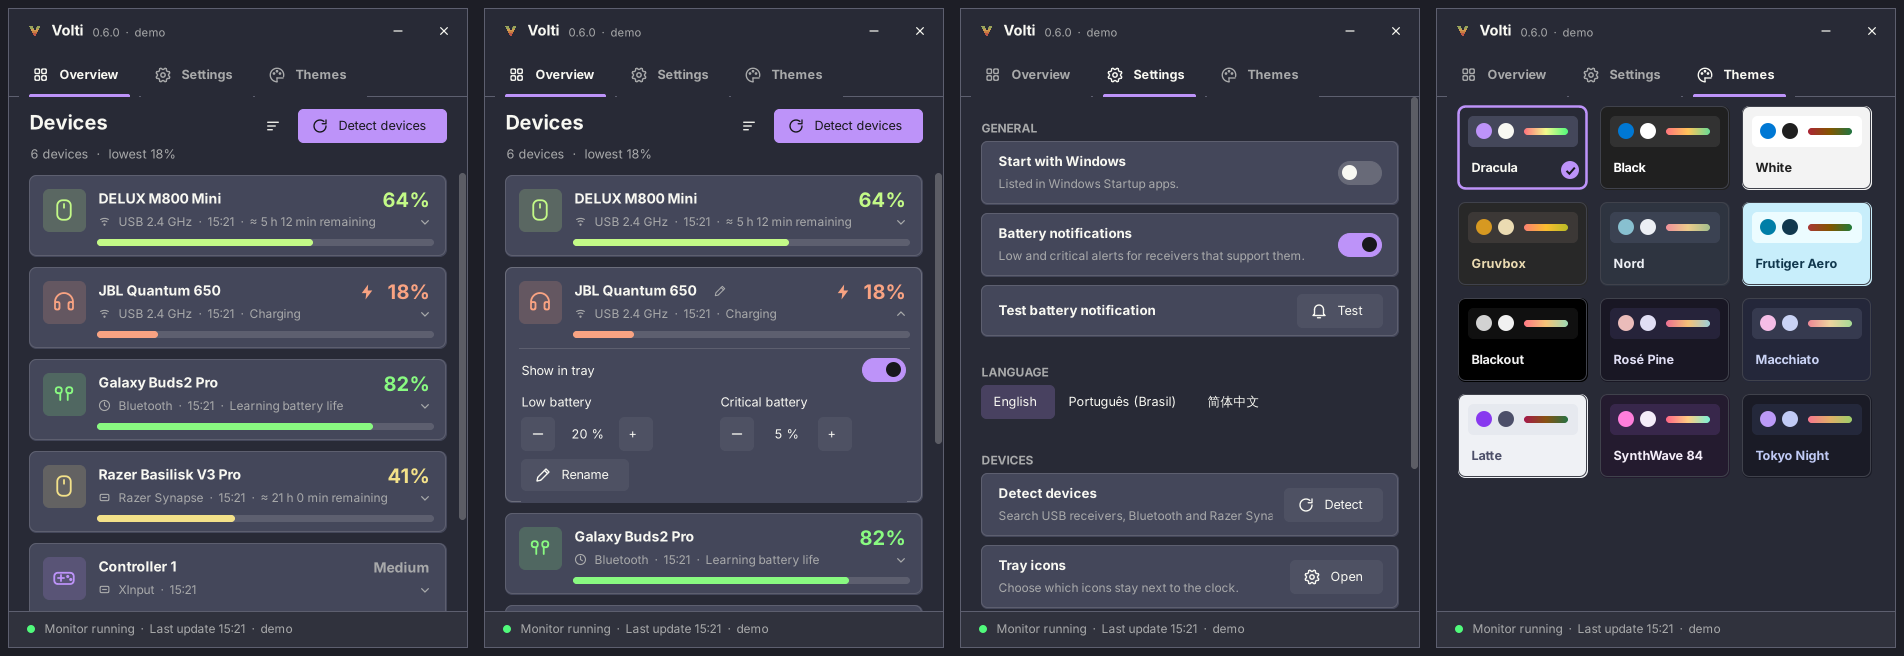 Volti 0.6.0 · demo
Overview Settings Themes
Devices
Detect devices
6 devices · lowest 18%
DELUX M800 Mini
64%
USB 2.4 GHz · 15:21 · ≈ 5 h 12 min remaining
JBL Quantum 650
18%
USB 2.4 GHz · 15:21 · Charging
Galaxy Buds2 Pro
82%
Bluetooth · 15:21 · Learning battery life
Razer Basilisk V3 Pro
41%
Razer Synapse · 15:21 · ≈ 21 h 0 min remaining
Controller 1
Medium
XInput · 15:21
Monitor running · Last update 15:21 · demo
Volti 0.6.0 · demo
Overview Settings Themes
Devices
Detect devices
6 devices · lowest 18%
DELUX M800 Mini
64%
USB 2.4 GHz · 15:21 · ≈ 5 h 12 min remaining
JBL Quantum 650
18%
USB 2.4 GHz · 15:21 · Charging
Show in tray
Low battery Critical battery
− 20 % + − 5 % +
Rename
Galaxy Buds2 Pro
82%
Bluetooth · 15:21 · Learning battery life
Monitor running · Last update 15:21 · demo
Volti 0.6.0 · demo
Overview Settings Themes
GENERAL
Start with Windows
Listed in Windows Startup apps.
Battery notifications
Low and critical alerts for receivers that support them.
Test battery notification
Test
LANGUAGE
English Português (Brasil) 简体中文
DEVICES
Detect devices
Search USB receivers, Bluetooth and Razer Syna
Detect
Tray icons
Choose which icons stay next to the clock.
Open
Monitor running · Last update 15:21 · demo
Volti 0.6.0 · demo
Overview Settings Themes
Dracula Black White
Gruvbox Nord Frutiger Aero
Blackout Rosé Pine Macchiato
Latte SynthWave 84 Tokyo Night
Monitor running · Last update 15:21 · demo